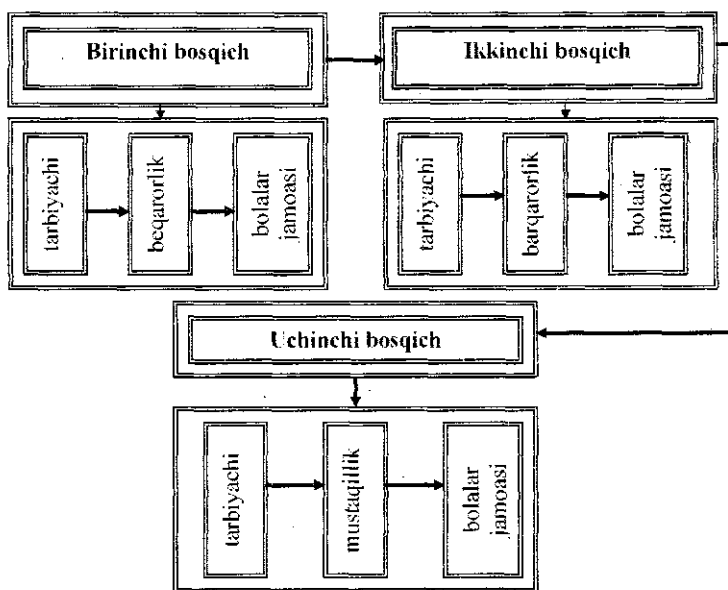 Birinchi bosqich
Ikkinchi bosqich
tarbiyachi
beqarorlik
bolalar
jamoasi
tarbiyachi
barqarorlik
bolalar
jamoasi
Uchinchi bosqich
tarbiyachi
mustaqillik
bolalar
jamoasi